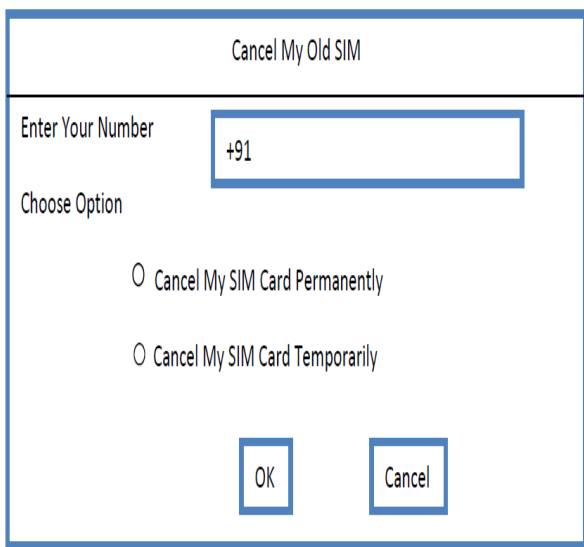 Cancel My Old SIM
Enter Your Number
+91
Choose Option
Cancel My SIM Card Permanently
Cancel My SIM Card Temporarily
OK
Cancel